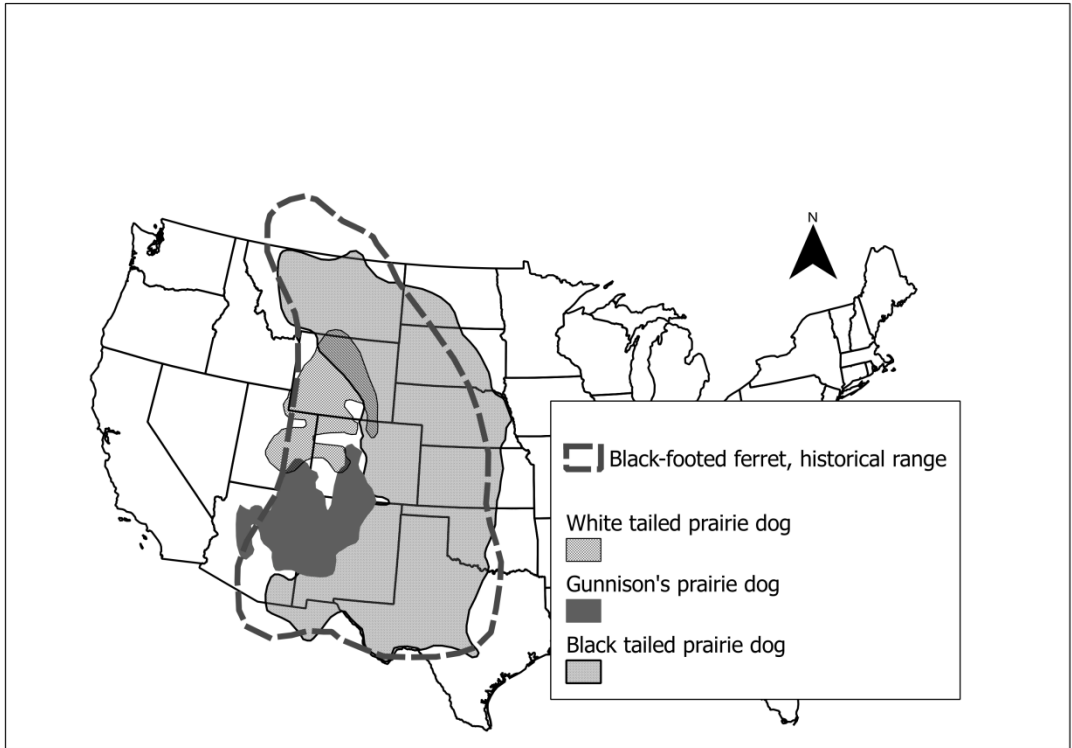 N
Black-footed ferret, historical range
White tailed prairie dog
Gunnison's prairie dog
Black tailed prairie dog